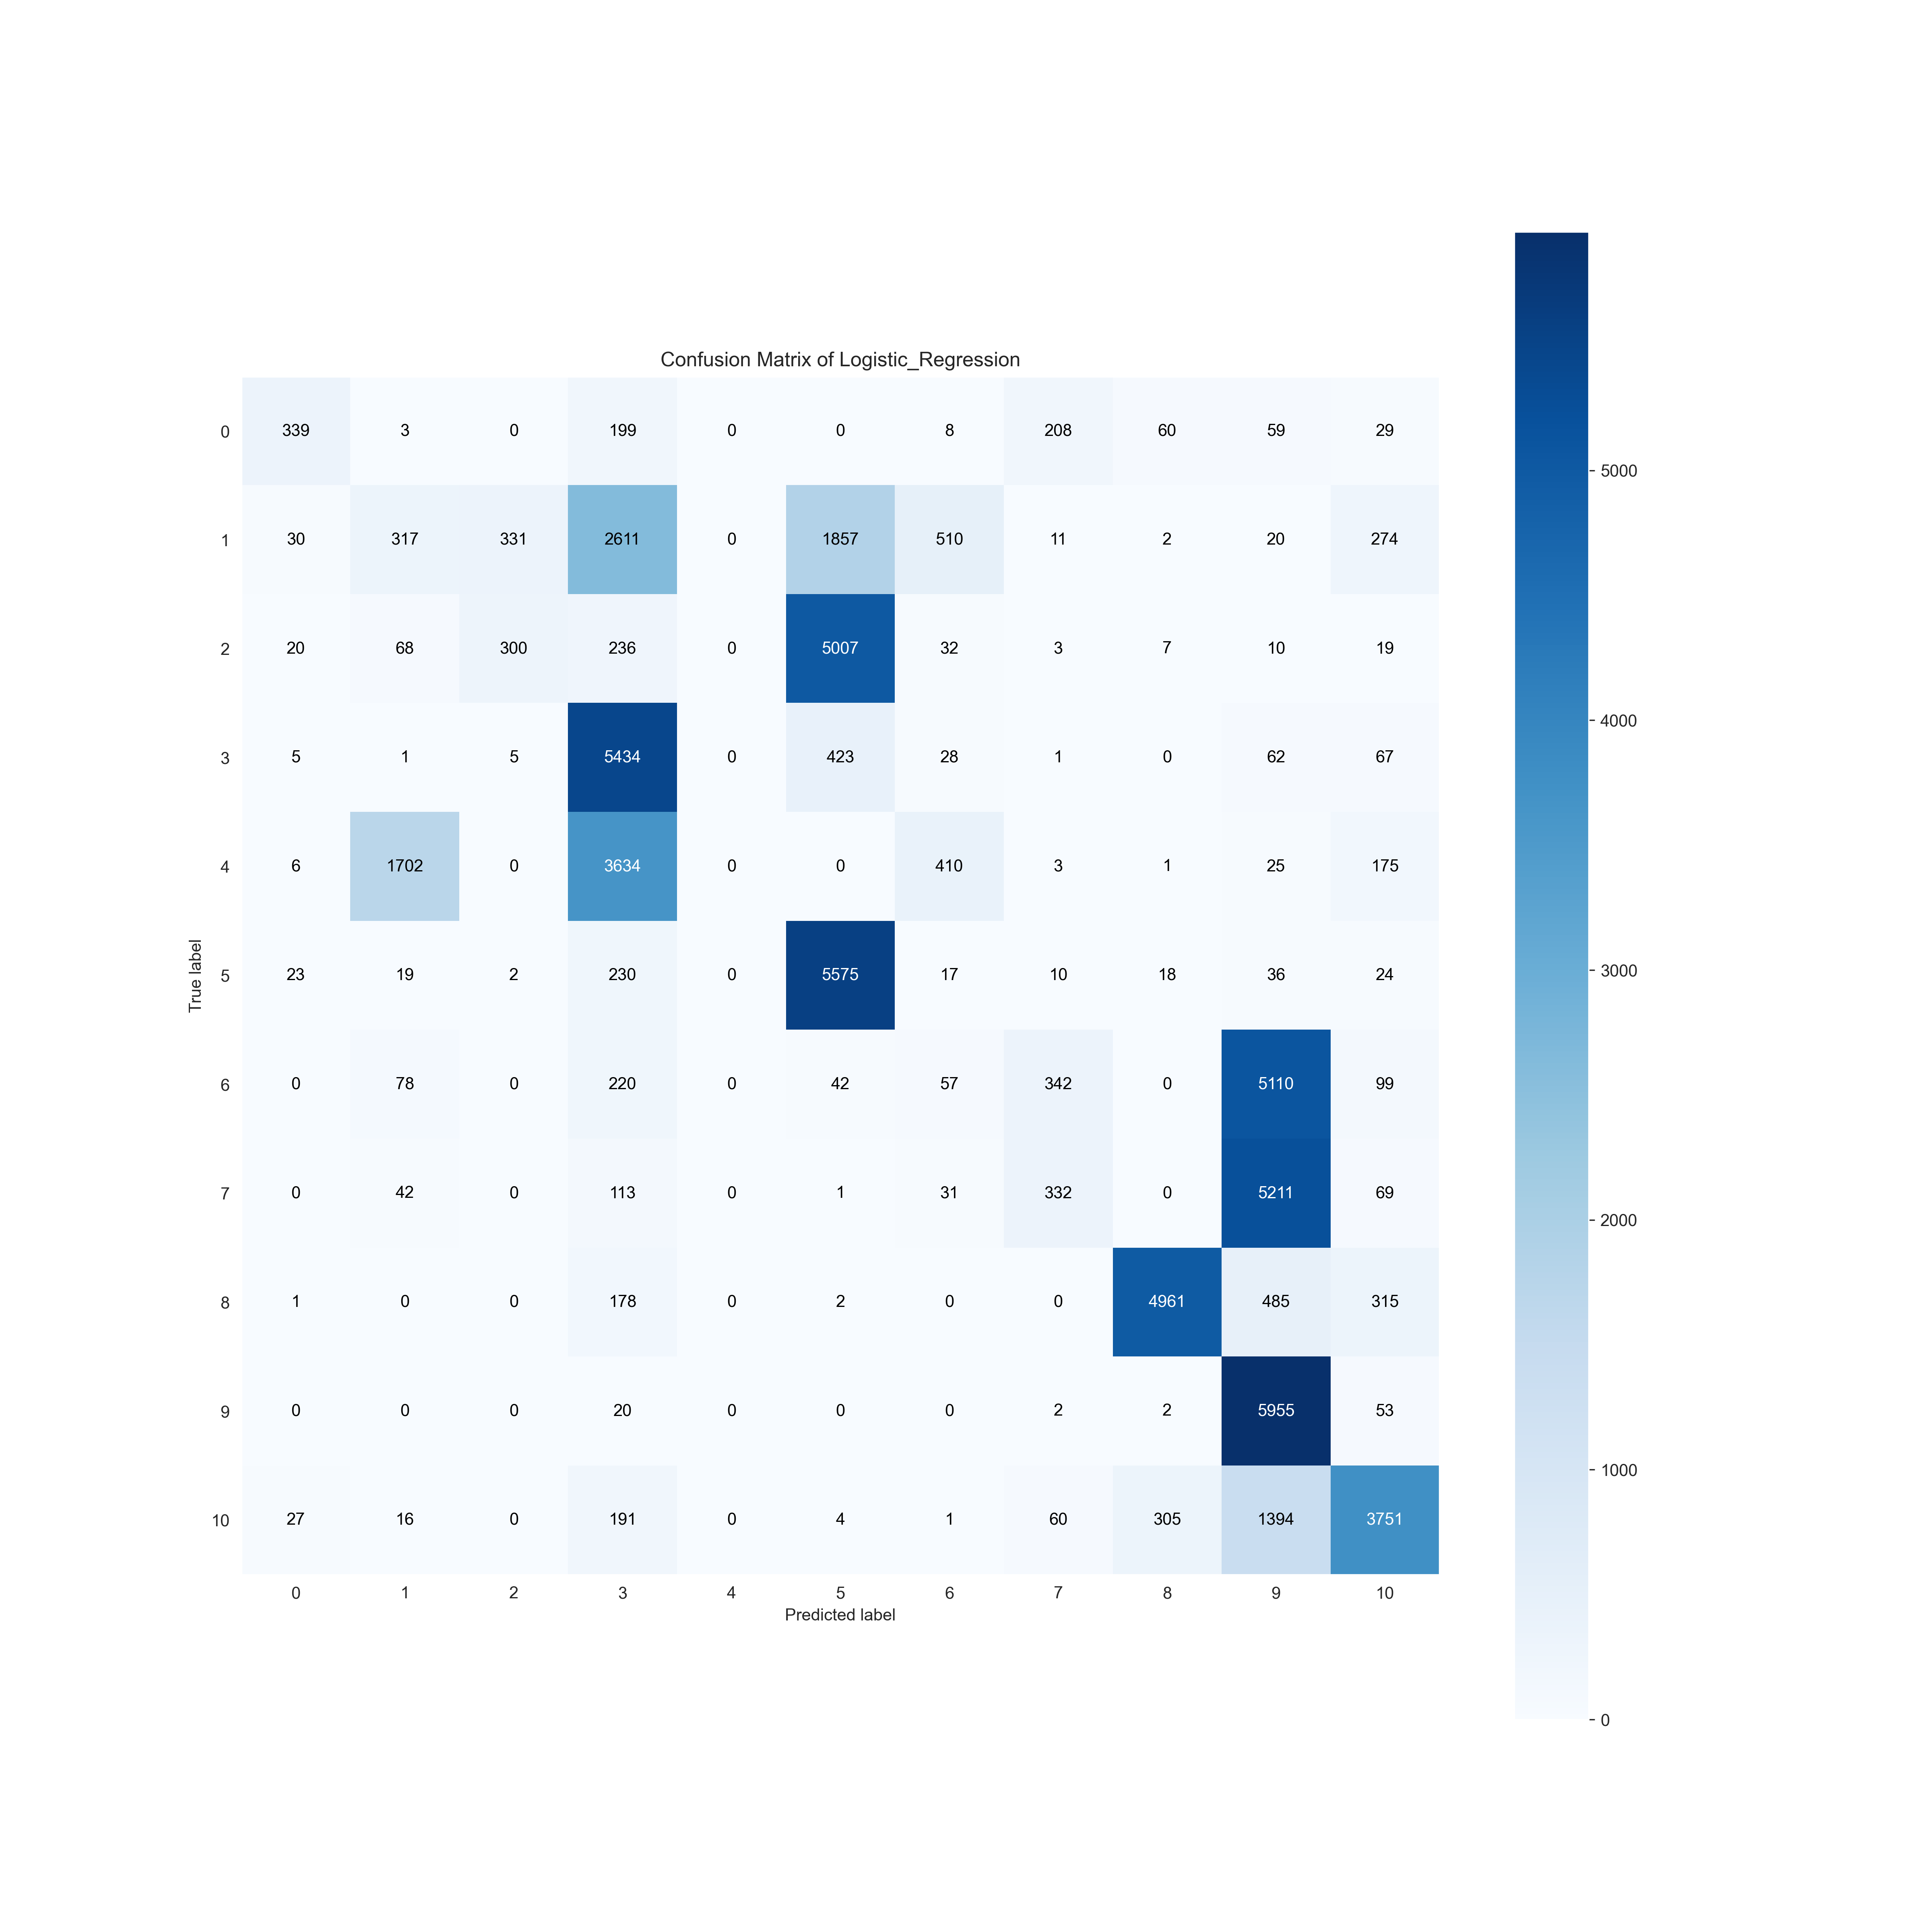 Confusion Matrix of Logistic_Regression
0 339 3 0 199 0 0 8 208 60 59 29
1 30 317 331 2611 0 1857 510 11 2 20 274
2 20 68 300 236 0 5007 32 3 7 10 19
3 5 1 5 5434 0 423 28 1 0 62 67
4 6 1702 0 3634 0 0 410 3 1 25 175
5 23 19 2 230 0 5575 17 10 18 36 24
6 0 78 0 220 0 42 57 342 0 5110 99
7 0 42 0 113 0 1 31 332 0 5211 69
8 1 0 0 178 0 2 0 0 4961 485 315
9 0 0 0 20 0 0 0 2 2 5955 53
10 27 16 0 191 0 4 1 60 305 1394 3751
0 1 2 3 4 5 6 7 8 9 10
Predicted label
True label
5000
4000
3000
2000
1000
0